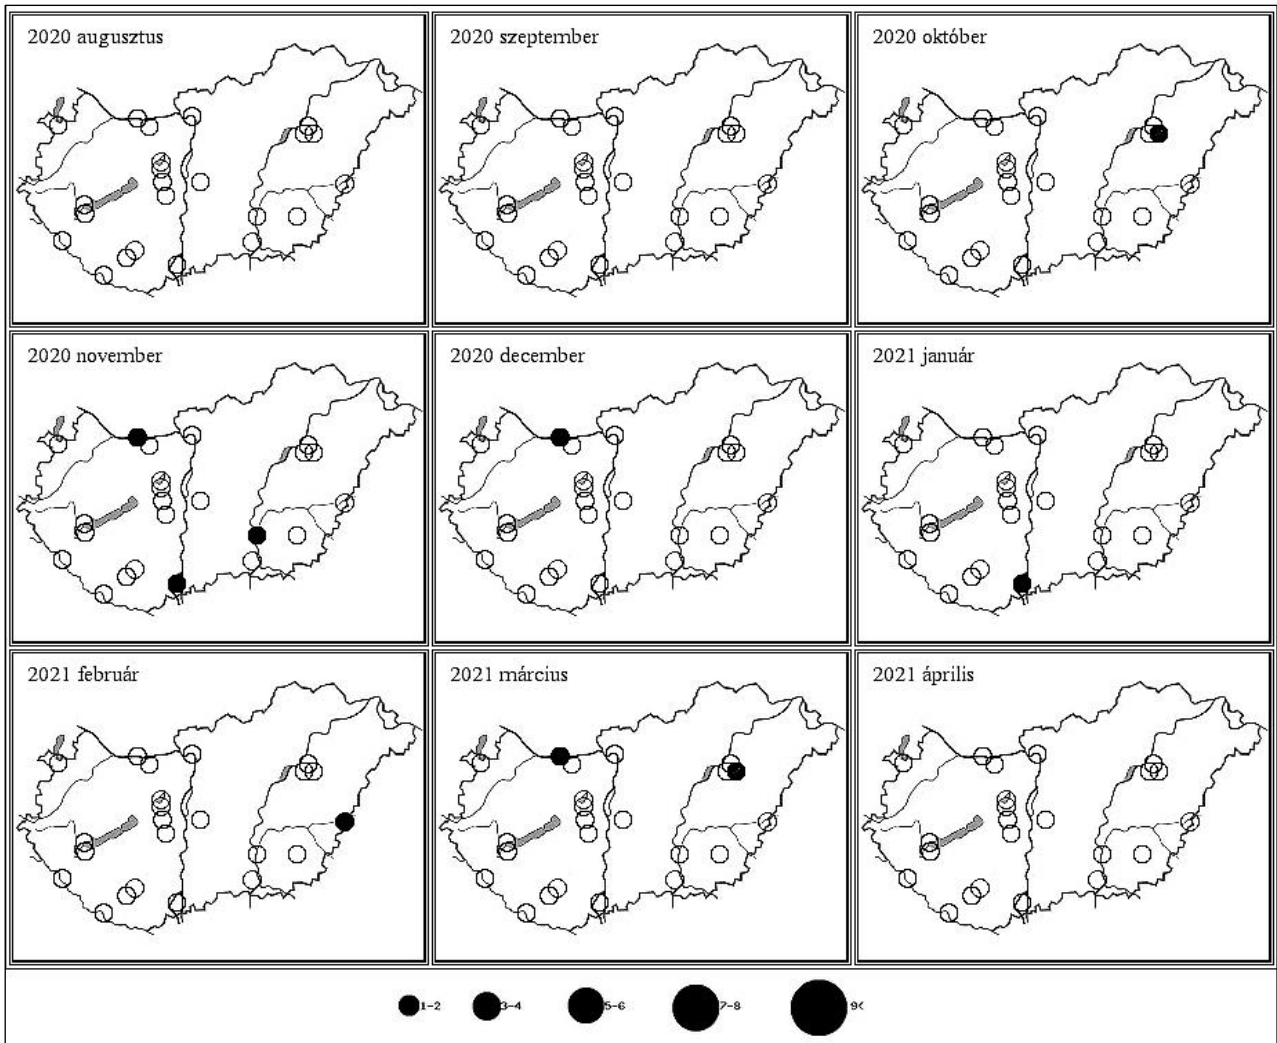 2020 augusztus
2020 szeptember
2020 október
2020 november
2020 december
2021 január
2021 február
2021 március
2021 április
1-2 3-4 5-6 7-8 9<